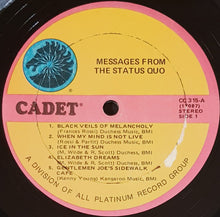 MESSAGES FROM
THE STATUS QUO
CADET
STEREO
SIDE 1
1. BLACK VEILS OF MELANCHOLY
(Frances Rossi) Duchess Music, BMI
2. WHEN MY MIND IS NOT LIVE
(Rossi & Parfitt) Duchess Music, BMI
3. ICE IN THE SUN
(M. Wilde & R. Scott) Duchess Music, BMI
4. ELIZABETH DREAMS
(M. Wilde & R. Scott) Duchess Music, BMI
5. GENTLEMEN JOE'S SIDEWALK
CAFE
(Kenny Young) Kangaroo Music, BMI
A DIVISION OF ALL PLATINUM RECORD GROUP